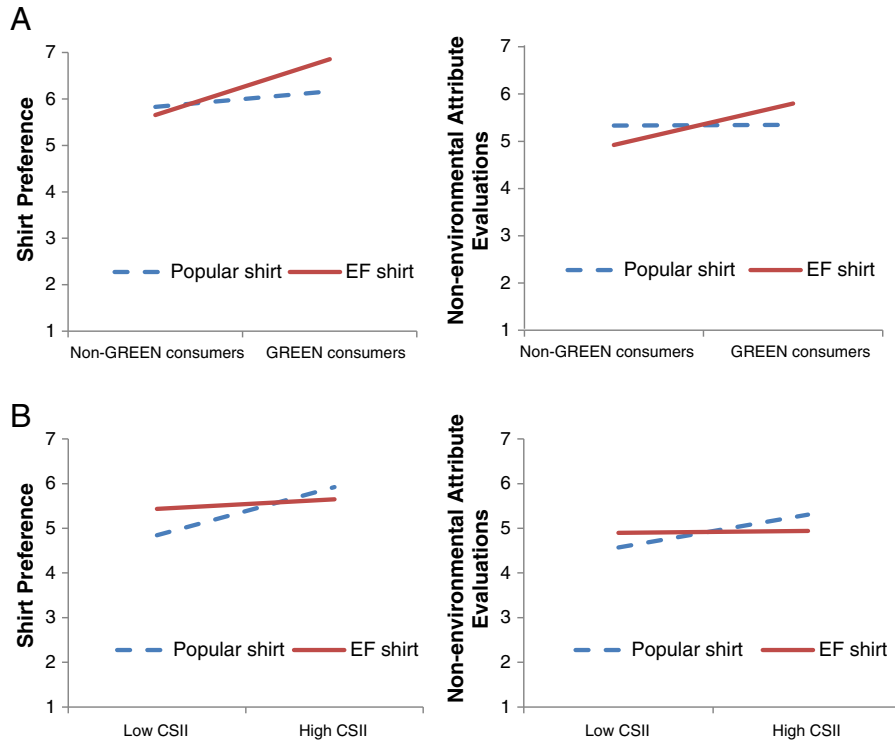 A
Shirt Preference
7
6
5
4
3
2
1
Popular shirt
EF shirt
Non-GREEN consumers
GREEN consumers
Non-environmental Attribute
Evaluations
7
6
5
4
3
2
1
Popular shirt
EF shirt
Non-GREEN consumers
GREEN consumers
B
Shirt Preference
7
6
5
4
3
2
1
Popular shirt
EF shirt
Low CSII
High CSII
Non-environmental Attribute
Evaluations
7
6
5
4
3
2
1
Popular shirt
EF shirt
Low CSII
High CSII